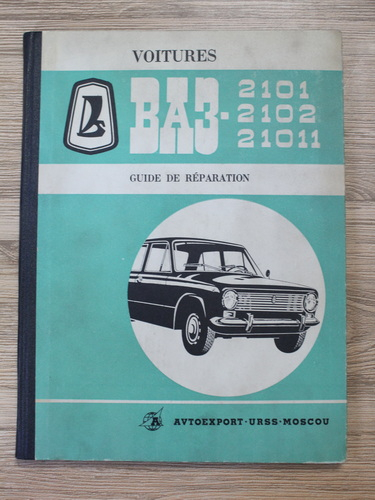 VOITURES
ВАЗ-2101
2102
21011
GUIDE DE RÉPARATION
AVTOEXPORT·URSS·MOSCOU